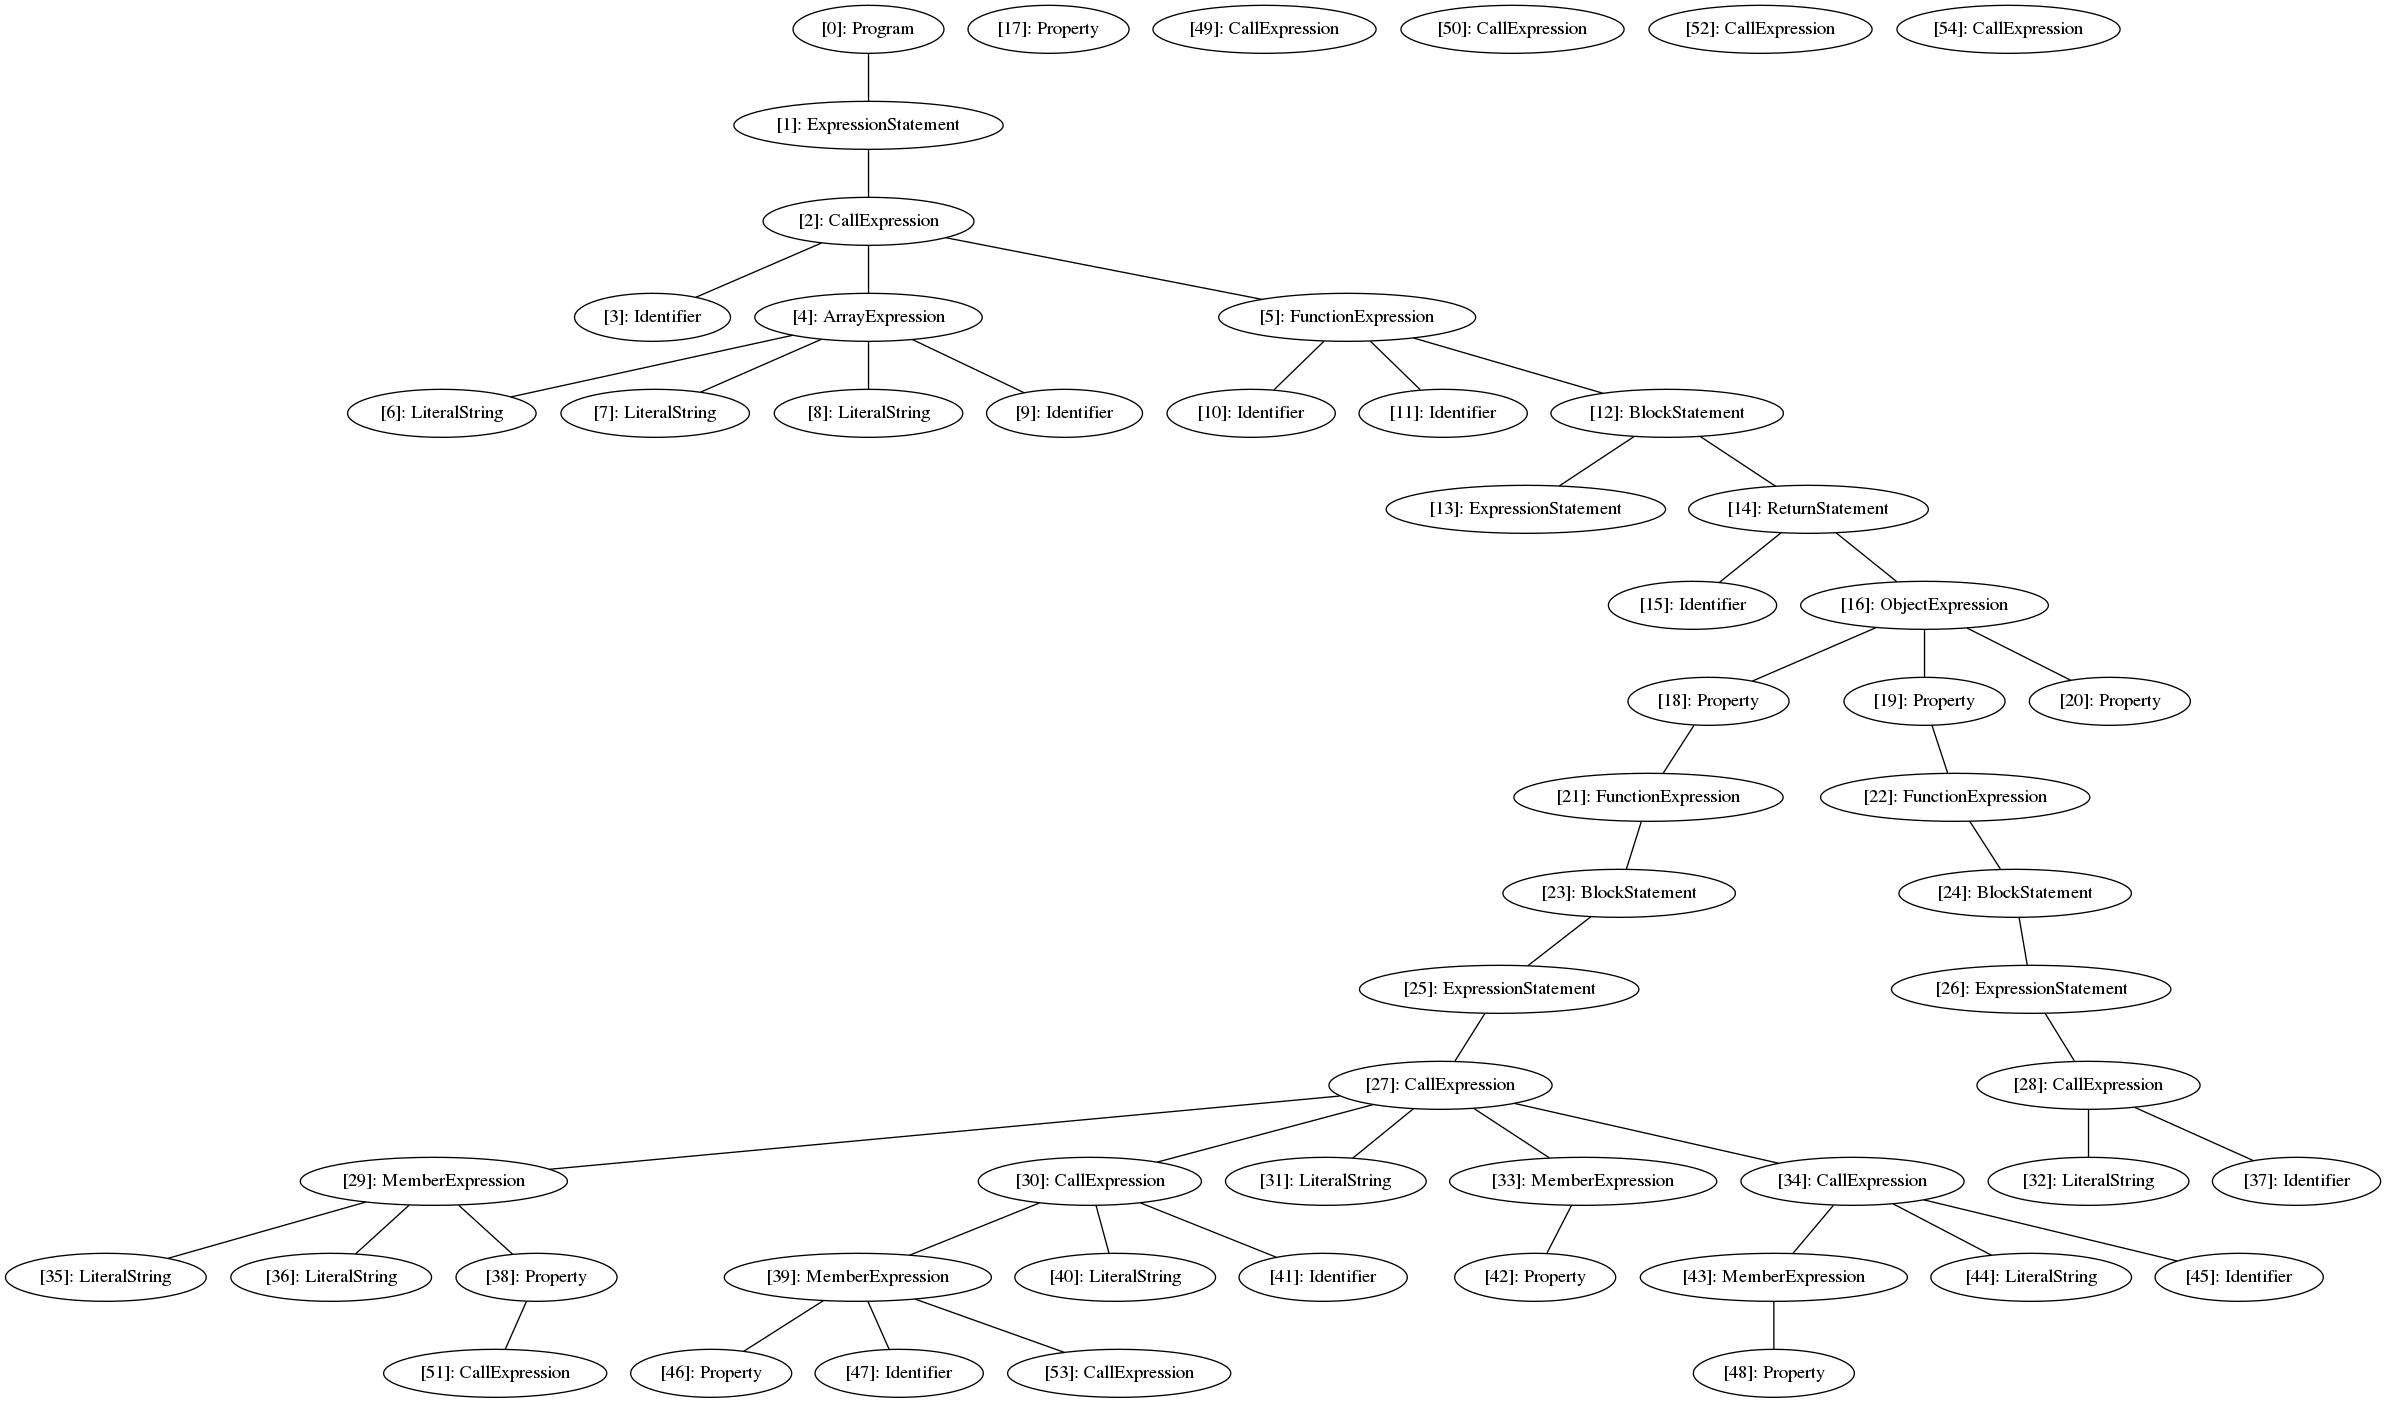 [0]: Program
[17]: Property
[49]: CallExpression
[50]: CallExpression
[52]: CallExpression
[54]: CallExpression
[1]: ExpressionStatement
[2]: CallExpression
[3]: Identifier
[4]: ArrayExpression
[5]: FunctionExpression
[6]: LiteralString
[7]: LiteralString
[8]: LiteralString
[9]: Identifier
[10]: Identifier
[11]: Identifier
[12]: BlockStatement
[13]: ExpressionStatement
[14]: ReturnStatement
[15]: Identifier
[16]: ObjectExpression
[18]: Property
[19]: Property
[20]: Property
[21]: FunctionExpression
[22]: FunctionExpression
[23]: BlockStatement
[24]: BlockStatement
[25]: ExpressionStatement
[26]: ExpressionStatement
[27]: CallExpression
[28]: CallExpression
[29]: MemberExpression
[30]: CallExpression
[31]: LiteralString
[33]: MemberExpression
[34]: CallExpression
[32]: LiteralString
[37]: Identifier
[35]: LiteralString
[36]: LiteralString
[38]: Property
[39]: MemberExpression
[40]: LiteralString
[41]: Identifier
[42]: Property
[43]: MemberExpression
[44]: LiteralString
[45]: Identifier
[51]: CallExpression
[46]: Property
[47]: Identifier
[53]: CallExpression
[48]: Property